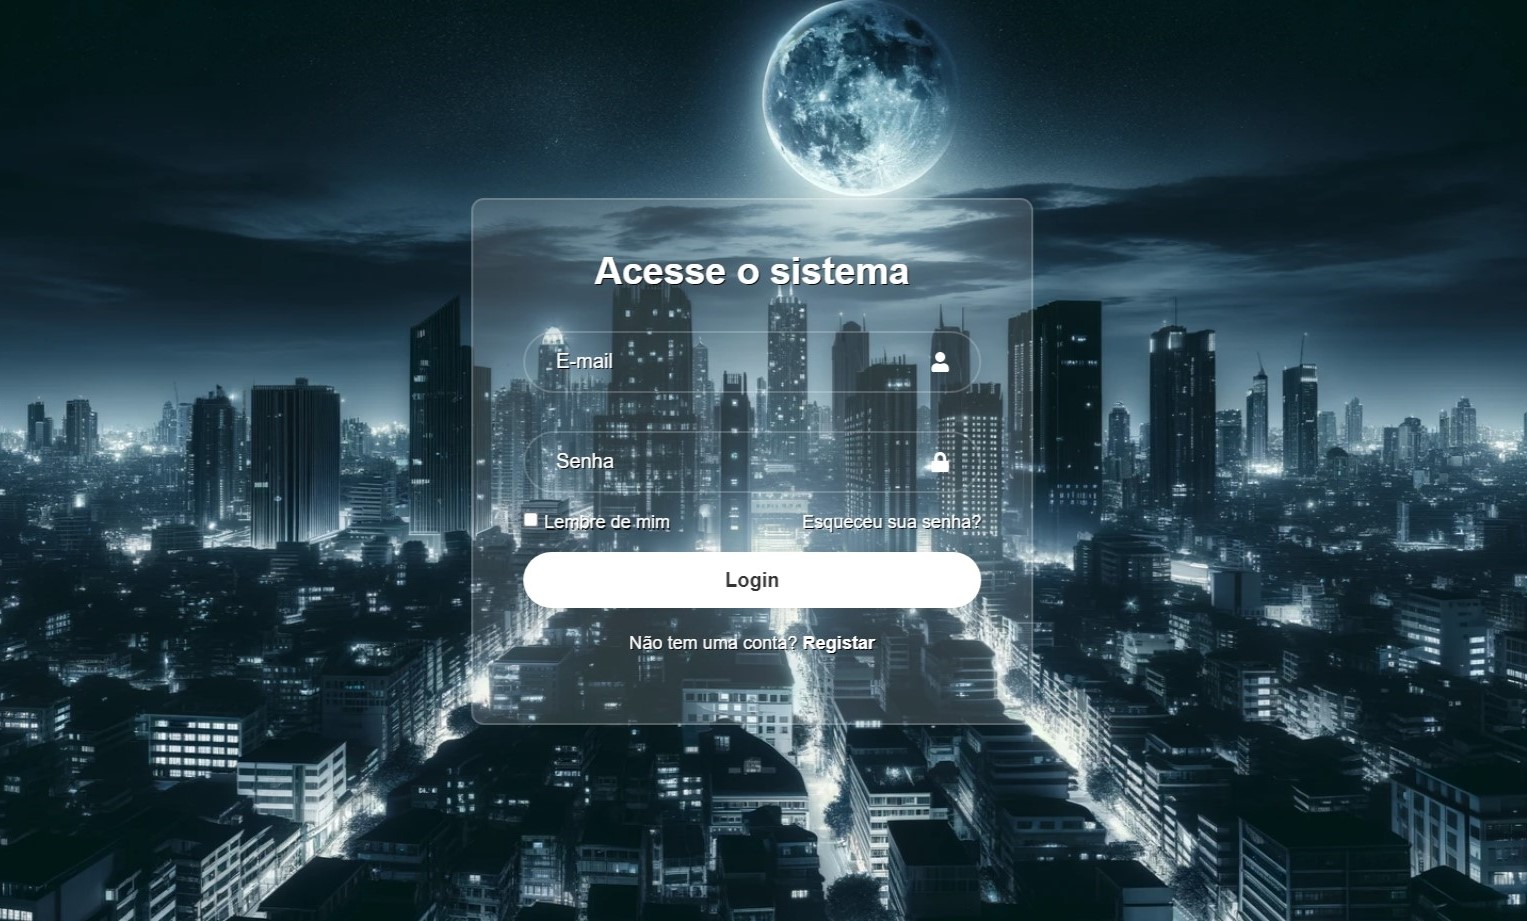 Acesse o sistema
E-mail
Senha
Lembre de mim Esqueceu sua senha?
Login
Não tem uma conta? Registar